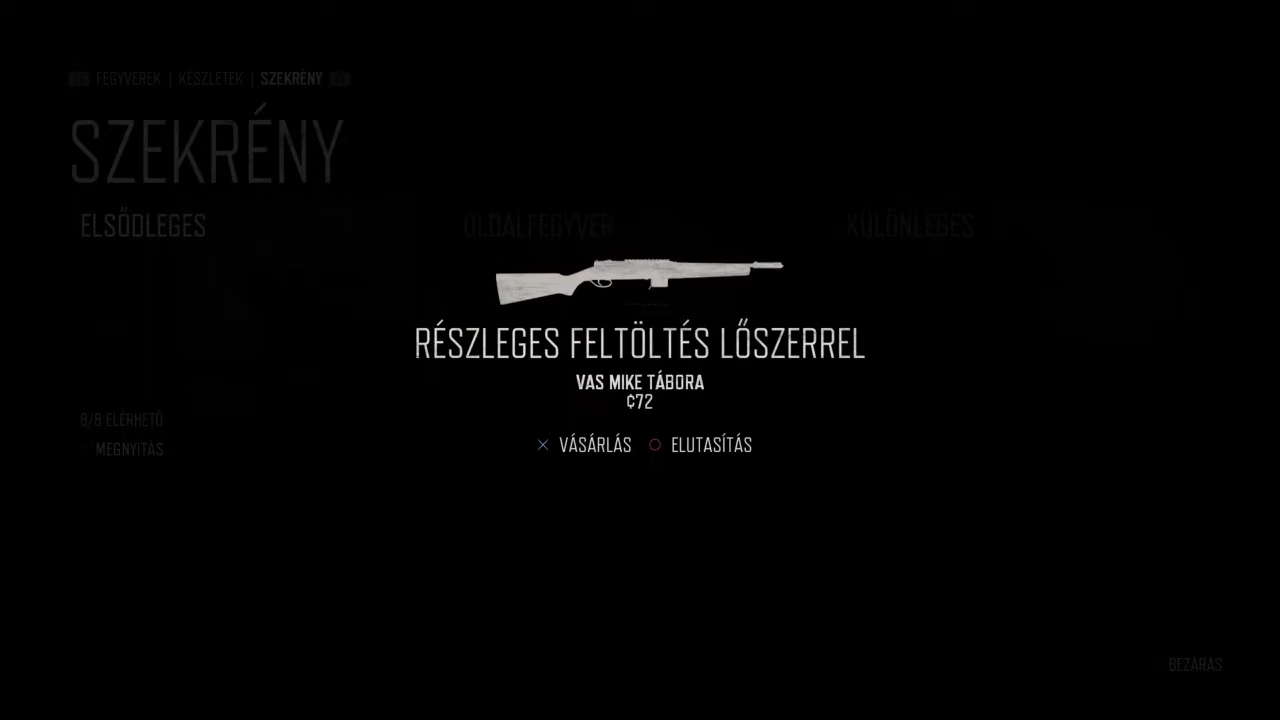 FEGYVEREK | KÉSZLETEK | SZEKRÉNY
SZEKRÉNY
ELSŐDLEGES
OLDALFEGYVER
KÜLÖNLEGES
RÉSZLEGES FELTÖLTÉS LŐSZERREL
VAS MIKE TÁBORA
¢72
VÁSÁRLÁS
ELUTASÍTÁS
8/8 ELÉRHETŐ
MEGNYITÁS
BEZÁRÁS